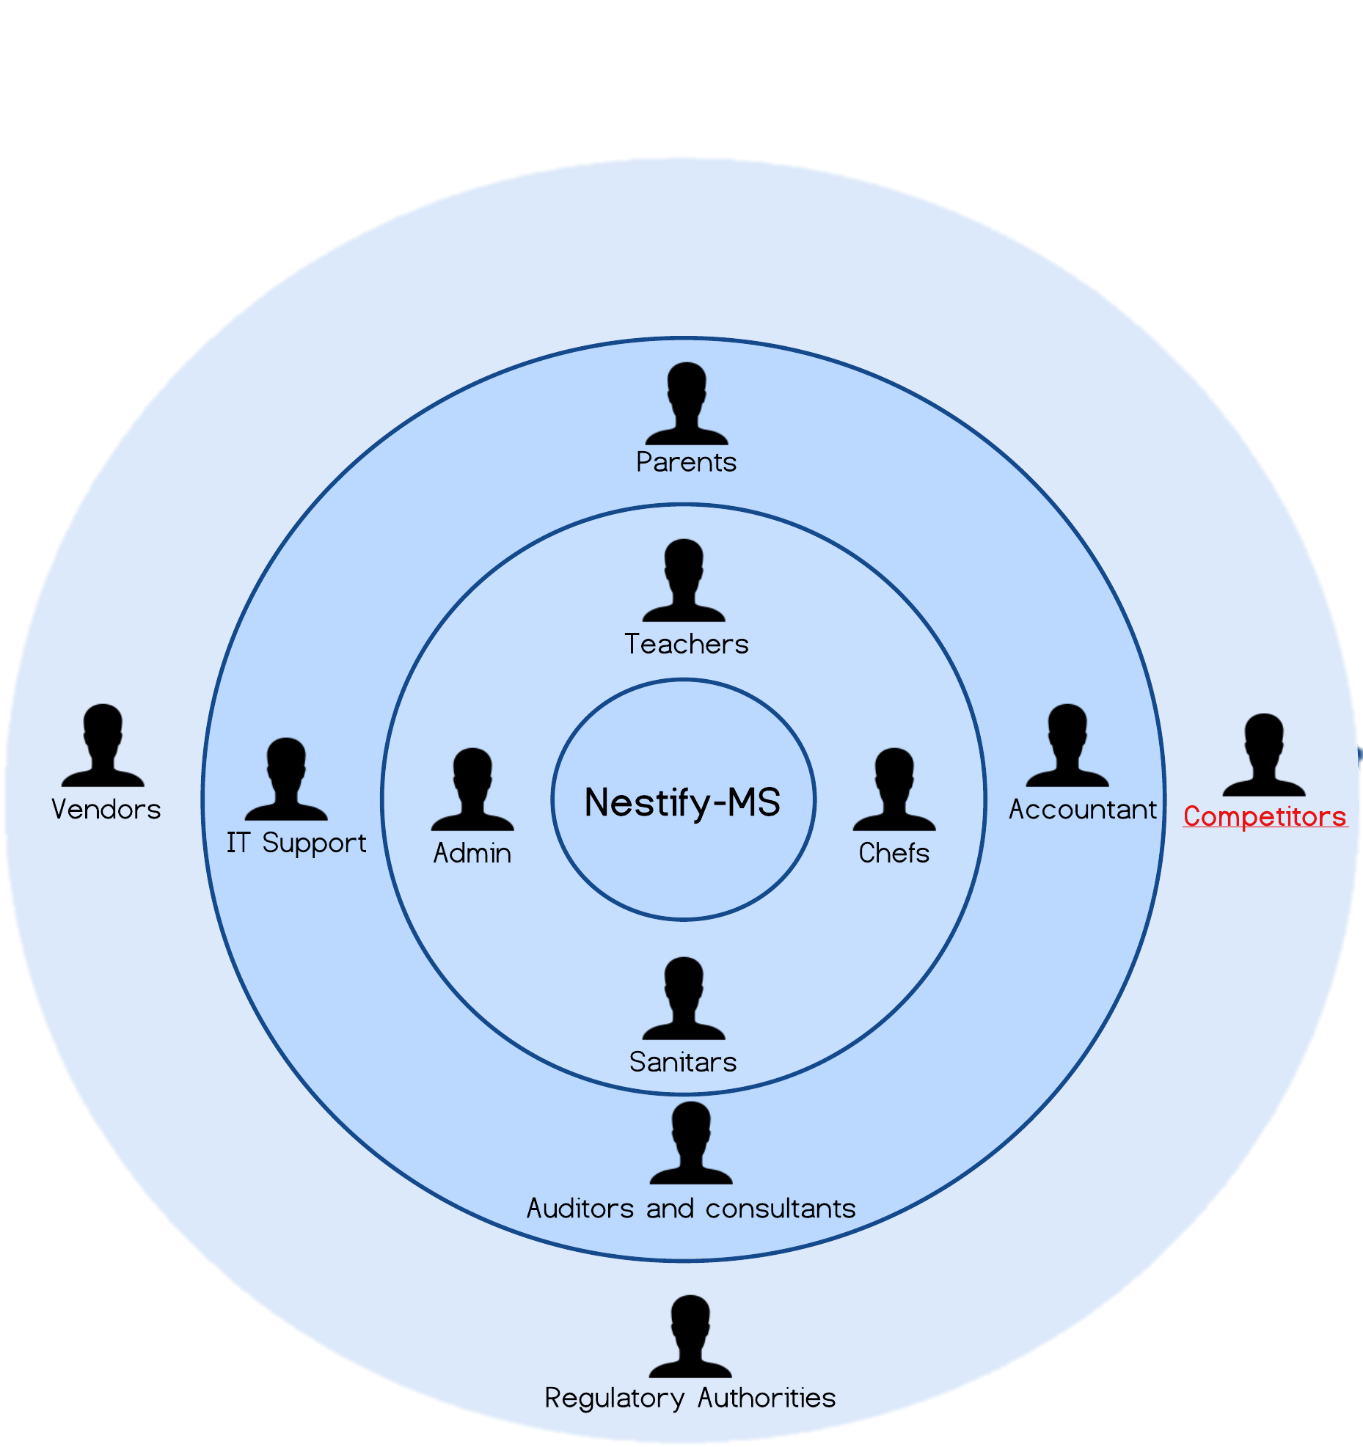 Parents
Teachers
Vendors
IT Support
Admin
Nestify-MS
Chefs
Accountant
Competitors
Sanitars
Auditors and consultants
Regulatory Authorities